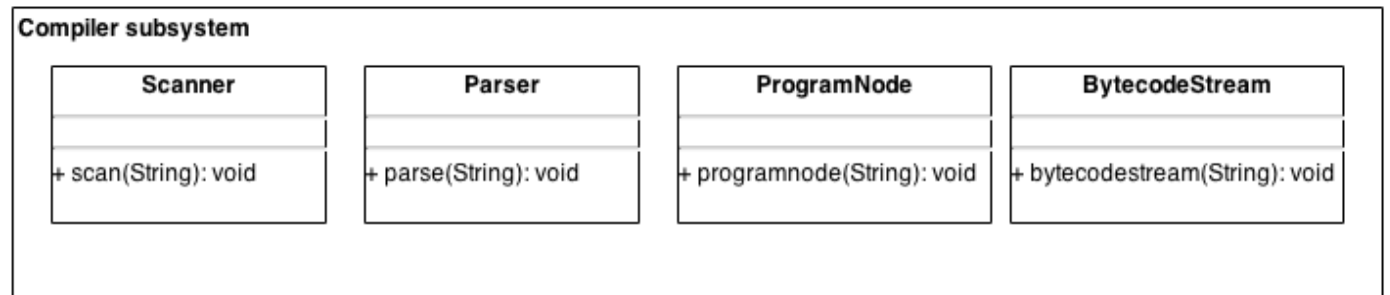 Compiler subsystem
Scanner
Parser
ProgramNode
BytecodeStream
+ scan(String): void
+ parse(String): void
+ programnode(String): void
+ bytecodestream(String): void